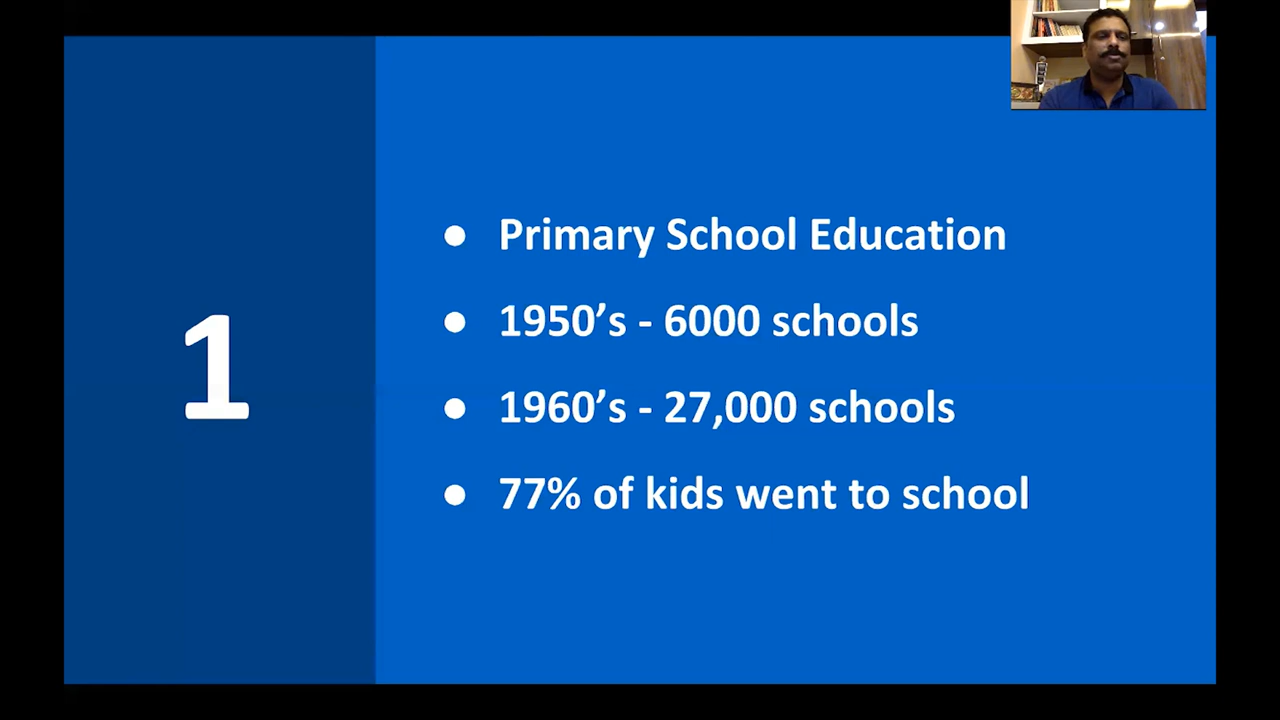 1
● Primary School Education
● 1950’s - 6000 schools
● 1960’s - 27,000 schools
● 77% of kids went to school